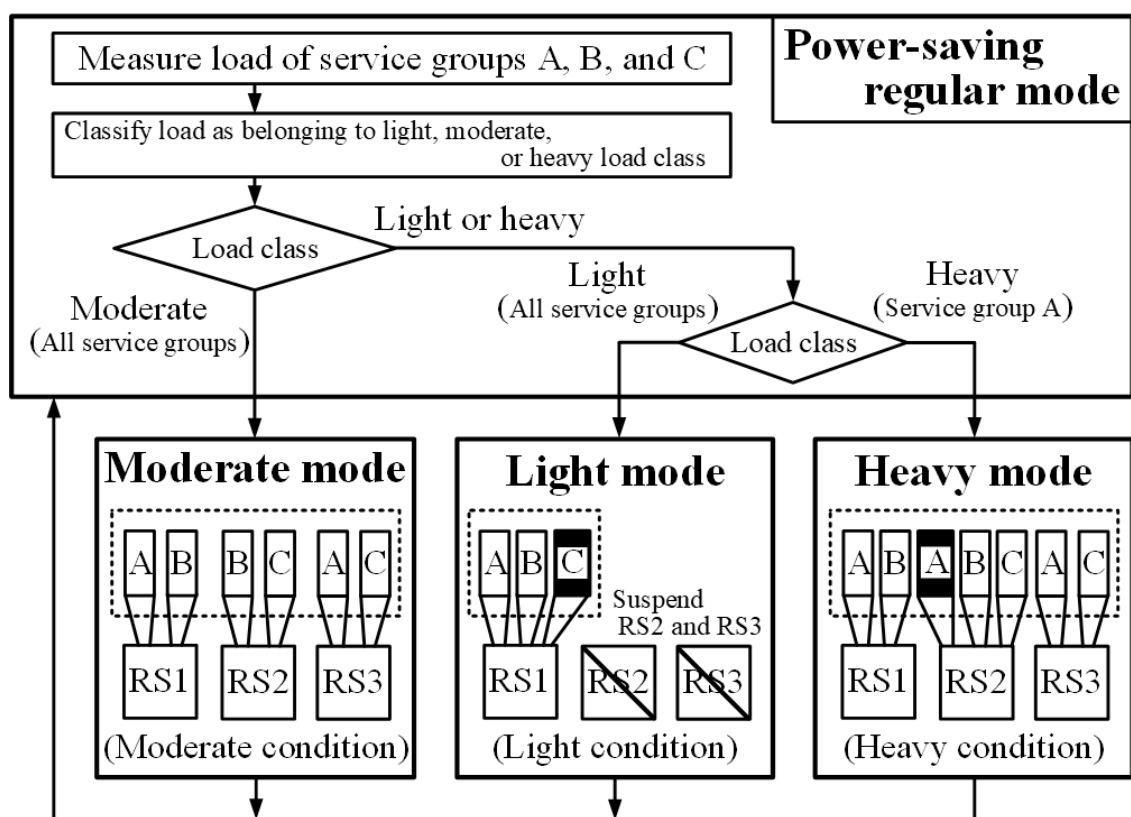 Power-saving
regular mode
Measure load of service groups A, B, and C
Classify load as belonging to light, moderate,
or heavy load class
Load class
Light or heavy
Moderate
(All service groups)
Light
(All service groups)
Heavy
(Service group A)
Load class
Moderate mode
A B B C A C
RS1 RS2 RS3
(Moderate condition)
Light mode
A B C
Suspend
RS2 and RS3
RS1 RS2 RS3
(Light condition)
Heavy mode
A B A B C A C
RS1 RS2 RS3
(Heavy condition)